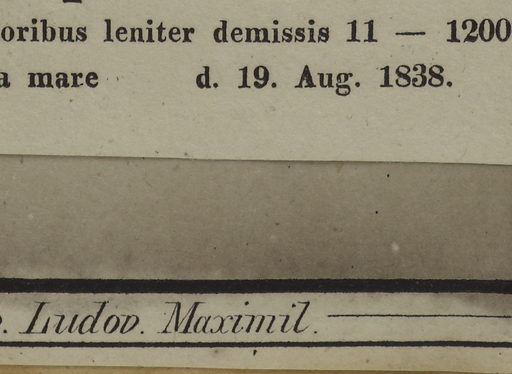 oribus leniter demissis 11 — 1200
a mare d. 19. Aug. 1838.
Ludov. Maximil.